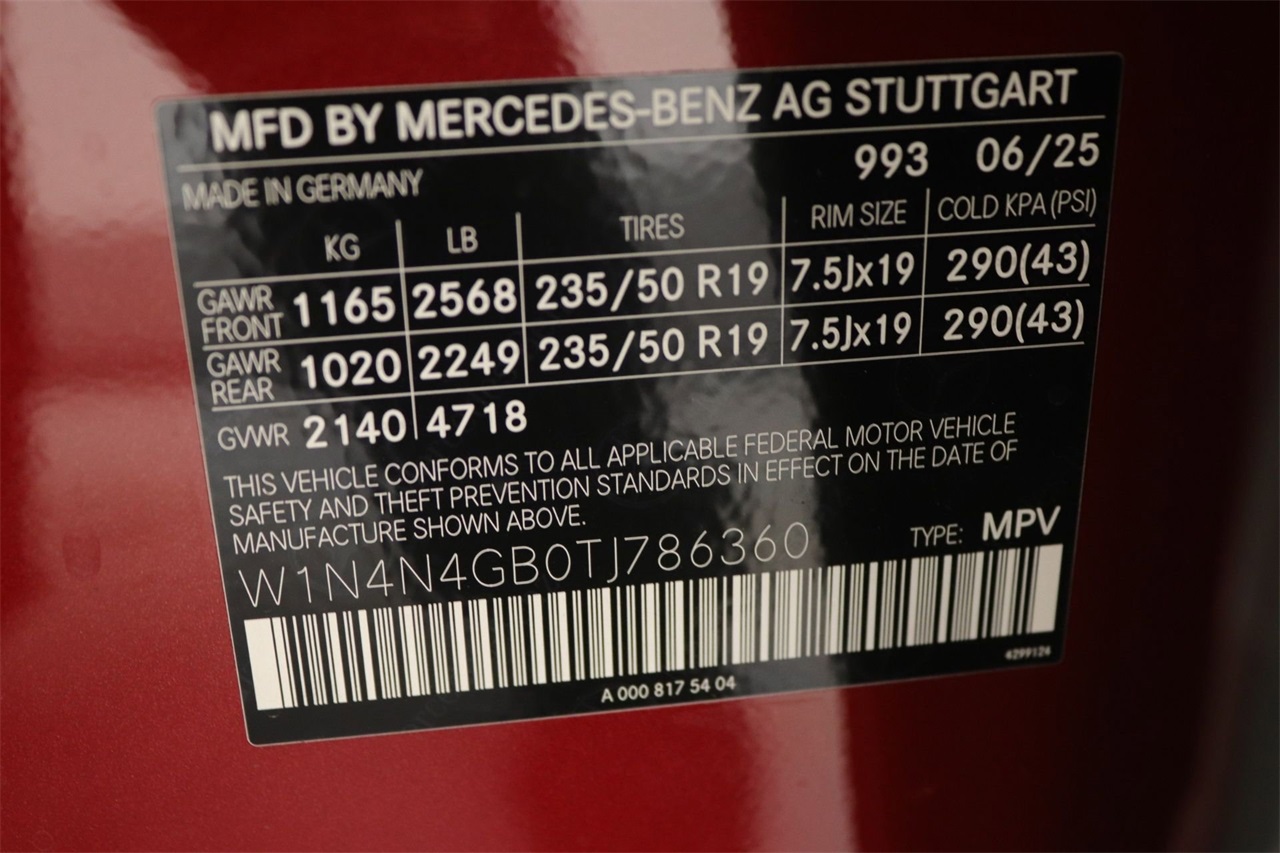 MFD BY MERCEDES-BENZ AG STUTTGART
MADE IN GERMANY 993 06/25
KG LB TIRES RIM SIZE COLD KPA (PSI)
GAWR FRONT 1165 2568 235/50 R19 7.5Jx19 290(43)
GAWR REAR 1020 2249 235/50 R19 7.5Jx19 290(43)
GVWR 2140 4718
THIS VEHICLE CONFORMS TO ALL APPLICABLE FEDERAL MOTOR VEHICLE
SAFETY AND THEFT PREVENTION STANDARDS IN EFFECT ON THE DATE OF
MANUFACTURE SHOWN ABOVE.
W1N4N4GB0TJ786360 TYPE: MPV
A 000 817 54 04 4299124